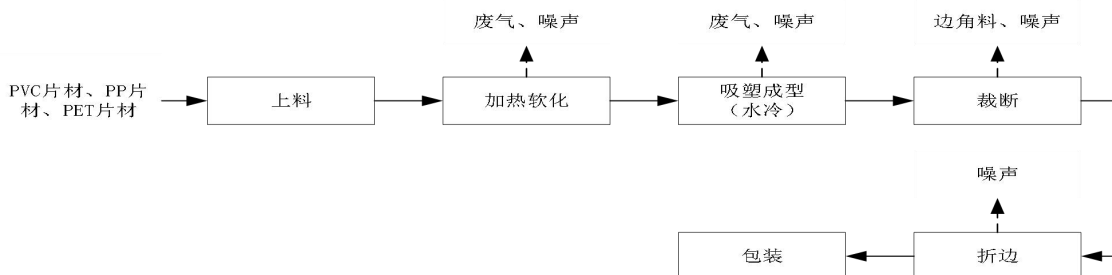 废气、噪声
废气、噪声
边角料、噪声
PVC片材、PP片
材、PET片材
上料
加热软化
吸塑成型
（水冷）
裁断
噪声
包装
折边